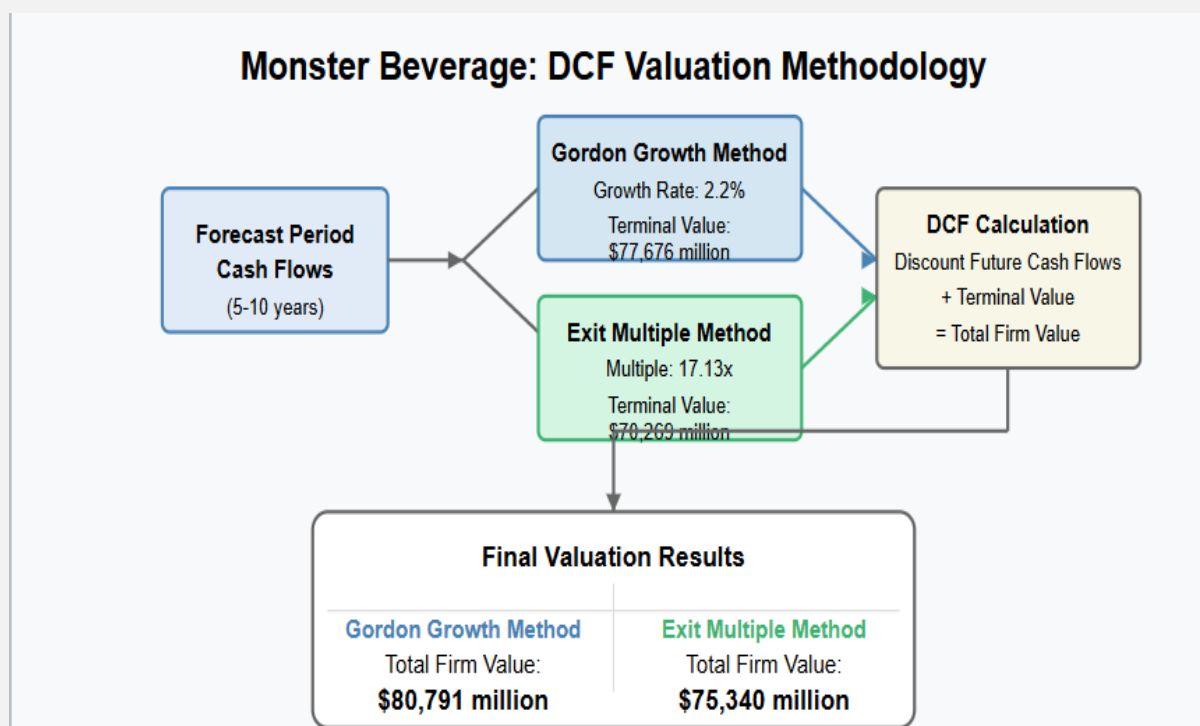 Monster Beverage: DCF Valuation Methodology
Forecast Period
Cash Flows
(5-10 years)
Gordon Growth Method
Growth Rate: 2.2%
Terminal Value:
$77,676 million
Exit Multiple Method
Multiple: 17.13x
Terminal Value:
$70,269 million
DCF Calculation
Discount Future Cash Flows
+ Terminal Value
= Total Firm Value
Final Valuation Results
Gordon Growth Method
Total Firm Value:
$80,791 million
Exit Multiple Method
Total Firm Value:
$75,340 million